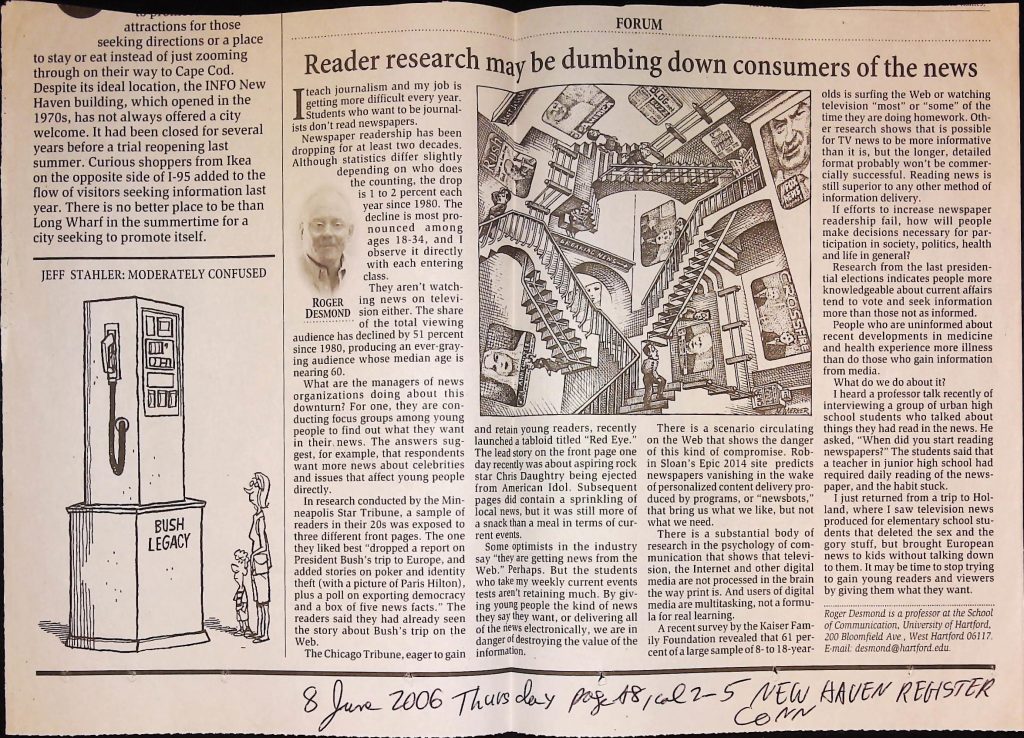 attractions for those
seeking directions or a place
to stay or eat instead of just zooming
through on their way to Cape Cod.
Despite its ideal location, the INFO New
Haven building, which opened in the
1970s, has not always offered a city
welcome. It had been closed for several
years before a trial reopening last
summer. Curious shoppers from Ikea
on the opposite side of I-95 added to the
flow of visitors seeking information last
year. There is no better place to be than
Long Wharf in the summertime for a
city seeking to promote itself.
JEFF STAHLER: MODERATELY CONFUSED
BUSH
LEGACY
FORUM
Reader research may be dumbing down consumers of the news
I teach journalism and my job is
getting more difficult every year.
Students who want to be journal-
ists don't read newspapers.
Newspaper readership has been
dropping for at least two decades.
Although statistics differ slightly
depending on who does
the counting, the drop
is 1 to 2 percent each
year since 1980. The
decline is most pro-
nounced among
ages 18-34, and I
observe it directly
with each entering
class.
ROGER
DESMOND
They aren't watch-
ing news on televi-
sion either. The share
of the total viewing
audience has declined by 51 percent
since 1980, producing an ever-gray-
ing audience whose median age is
nearing 60.
What are the managers of news
organizations doing about this
downturn? For one, they are con-
ducting focus groups among young
people to find out what they want
in their news. The answers sug-
gest, for example, that respondents
want more news about celebrities
and issues that affect young people
directly.
In research conducted by the Min-
neapolis Star Tribune, a sample of
readers in their 20s was exposed to
three different front pages. The one
they liked best "dropped a report on
President Bush's trip to Europe, and
added stories on poker and identity
theft (with a picture of Paris Hilton),
plus a poll on exporting democracy
and a box of five news facts." The
readers said they had already seen
the story about Bush's trip on the
Web.
The Chicago Tribune, eager to gain
BREAKING NEWS
and retain young readers, recently
launched a tabloid titled "Red Eye."
The lead story on the front page one
day recently was about aspiring rock
star Chris Daughtry being ejected
from American Idol. Subsequent
pages did contain a sprinkling of
local news, but it was still more of
a snack than a meal in terms of cur-
rent events.
Some optimists in the industry
say "they are getting news from the
Web." Perhaps. But the students
who take my weekly current events
tests aren't retaining much. By giv-
ing young people the kind of news
they say they want, or delivering all
of the news electronically, we are in
danger of destroying the value of the
information.
There is a scenario circulating
on the Web that shows the danger
of this kind of compromise. Rob-
in Sloan's Epic 2014 site predicts
newspapers vanishing in the wake
of personalized content delivery pro-
duced by programs, or "newsbots,"
that bring us what we like, but not
what we need.
There is a substantial body of
research in the psychology of com-
munication that shows that televi-
sion, the Internet and other digital
media are not processed in the brain
the way print is. And users of digital
media are multitasking, not a formu-
la for real learning.
A recent survey by the Kaiser Fam-
ily Foundation revealed that 61 per-
cent of a large sample of 8- to 18-year-
olds is surfing the Web or watching
television "most" or "some" of the
time they are doing homework. Oth-
er research shows that is possible
for TV news to be more informative
than it is, but the longer, detailed
format probably won't be commer-
cially successful. Reading news is
still superior to any other method of
information delivery.
If efforts to increase newspaper
readership fail, how will people
make decisions necessary for par-
ticipation in society, politics, health
and life in general?
Research from the last presiden-
tial elections indicates people more
knowledgeable about current affairs
tend to vote and seek information
more than those not as informed.
People who are uninformed about
recent developments in medicine
and health experience more illness
than do those who gain information
from media.
What do we do about it?
I heard a professor talk recently of
interviewing a group of urban high
school students who talked about
things they had read in the news. He
asked, "When did you start reading
newspapers?" The students said that
a teacher in junior high school had
required daily reading of the news-
paper, and the habit stuck.
I just returned from a trip to Hol-
land, where I saw television news
produced for elementary school stu-
dents that deleted the sex and the
gory stuff, but brought European
news to kids without talking down
to them. It may be time to stop trying
to gain young readers and viewers
by giving them what they want.
Roger Desmond is a professor at the School
of Communication, University of Hartford,
200 Bloomfield Ave., West Hartford 06117.
E-mail: desmond@hartford.edu.
8 June 2006 Thursday page A8, col 2-5 NEW HAVEN REGISTER
CONN